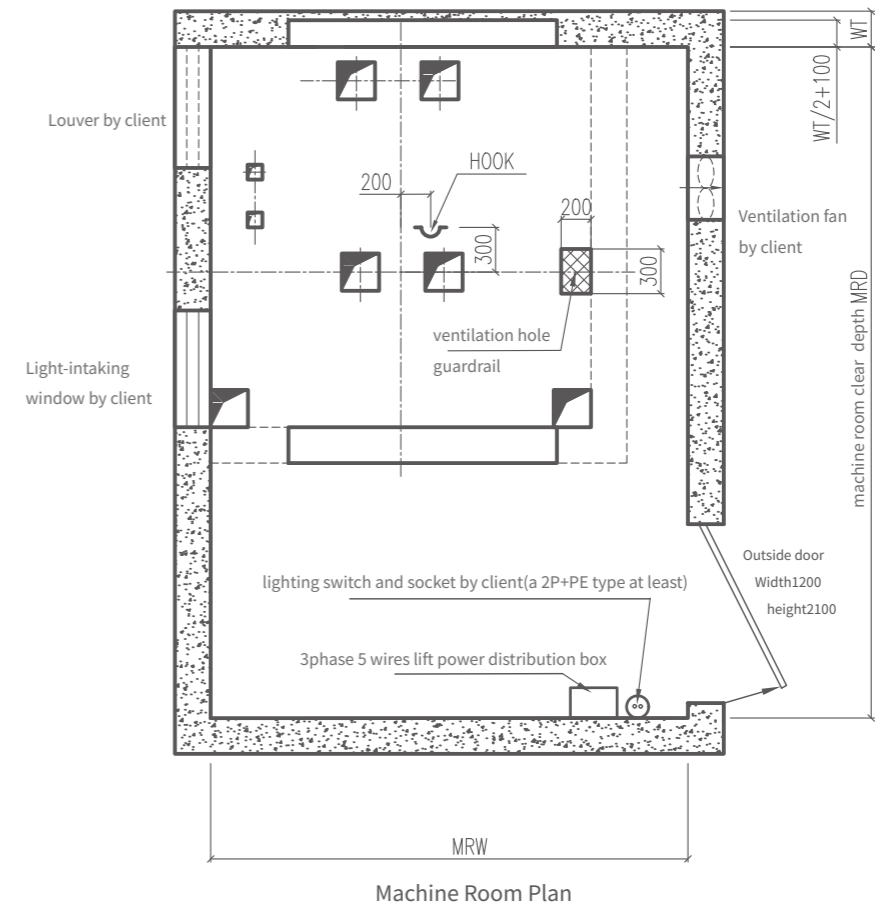 WT
WT/2+100
Louver by client
HOOK
200
200
Ventilation fan
by client
300
300
machine room clear depth MRD
ventilation hole
guardrail
Light-intaking
window by client
Outside door
Width1200
height2100
lighting switch and socket by client(a 2P+PE type at least)
3phase 5 wires lift power distribution box
MRW
Machine Room Plan